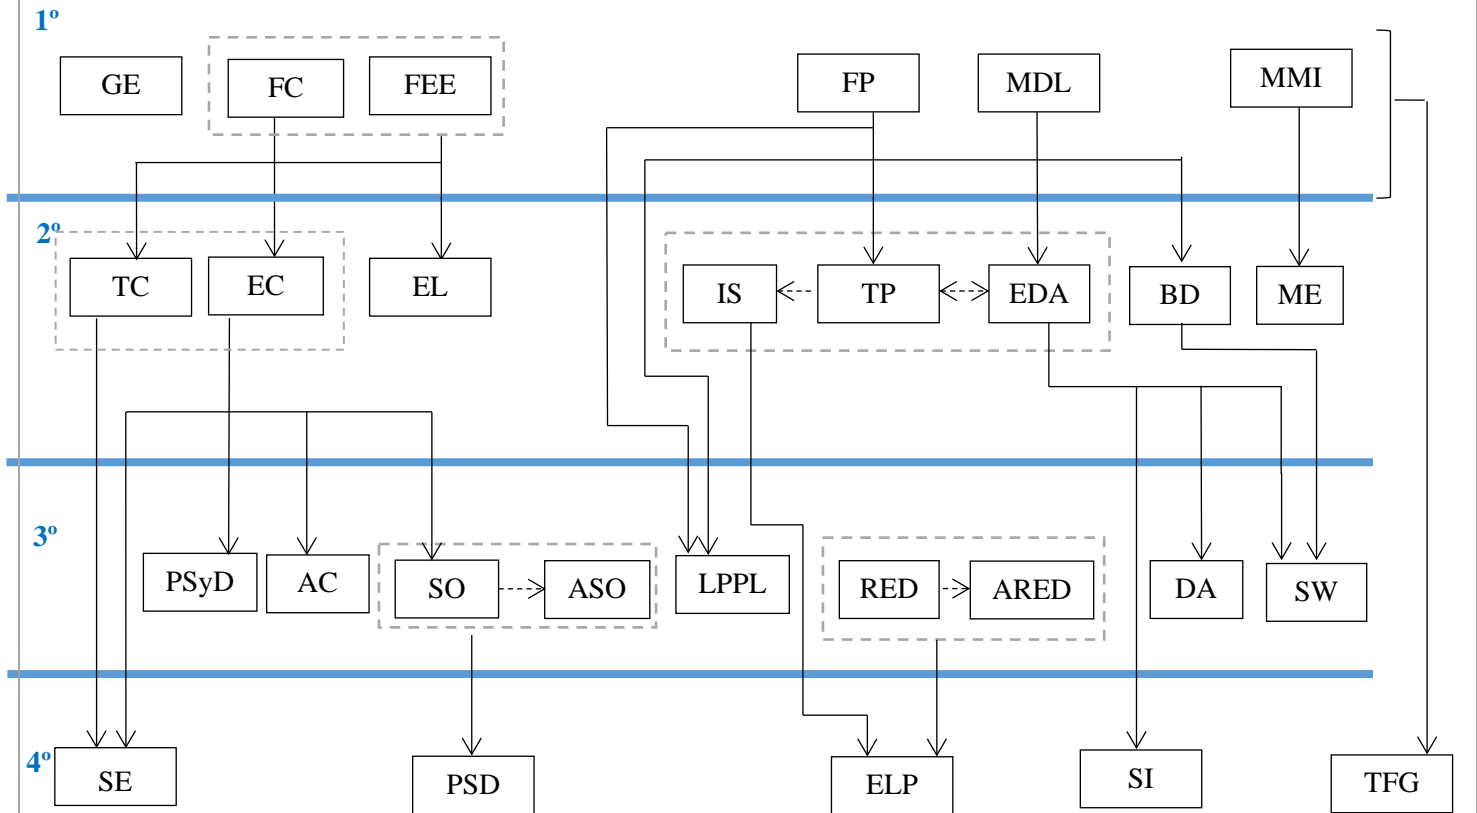 1º
GE FC FEE FP MDL MMI
2º
TC EC EL IS TP EDA BD ME
3º
PSyD AC SO ASO LPPL RED ARED DA SW
4º
SE PSD ELP SI TFG